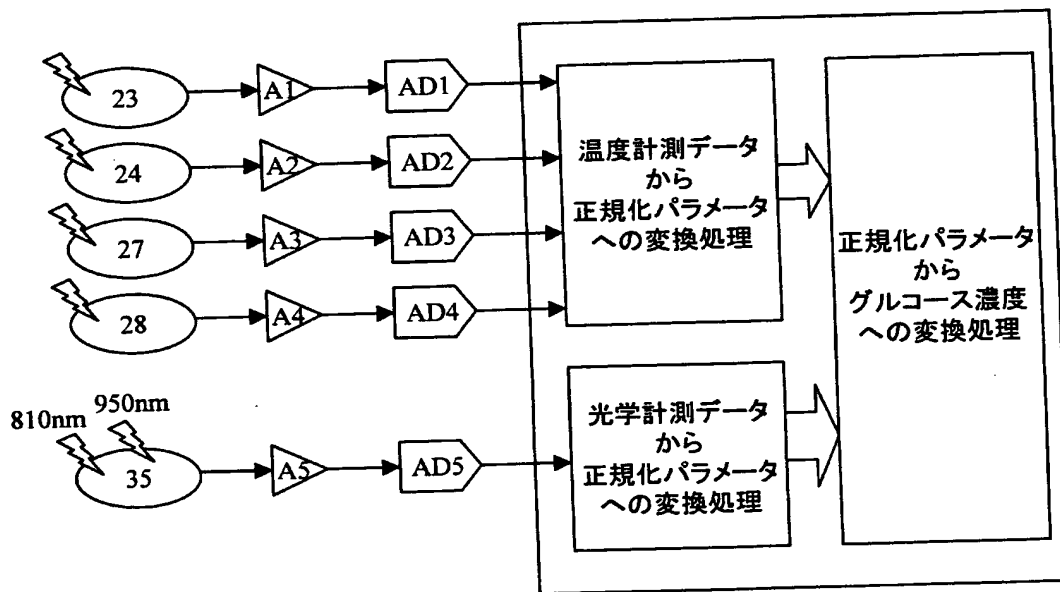 23
A1
AD1
24
A2
AD2
27
A3
AD3
28
A4
AD4
温度計測データ
から
正規化パラメータ
への変換処理
正規化パラメータ
から
グルコース濃度
への変換処理
810nm
950nm
35
A5
AD5
光学計測データ
から
正規化パラメータ
への変換処理